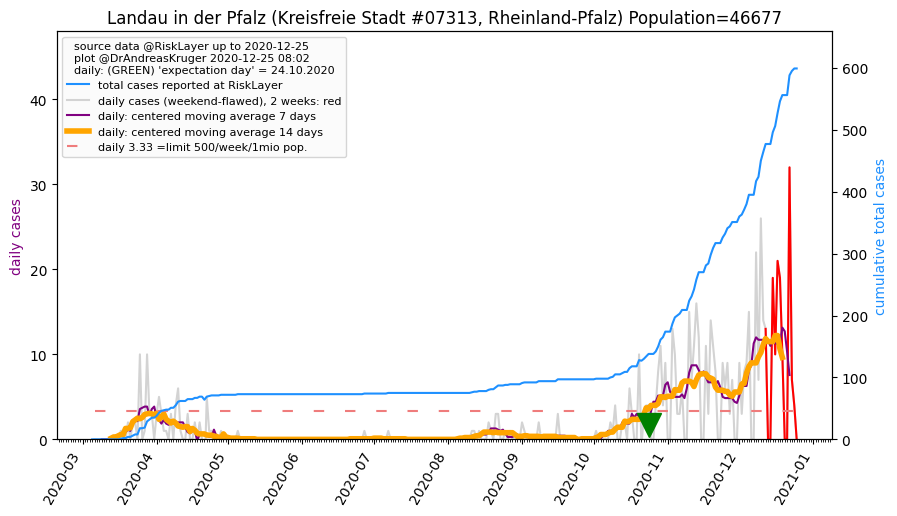 Landau in der Pfalz (Kreisfreie Stadt #07313, Rheinland-Pfalz) Population=46677
source data @RiskLayer up to 2020-12-25
plot @DrAndreasKruger 2020-12-25 08:02
daily: (GREEN) 'expectation day' = 24.10.2020
total cases reported at RiskLayer
daily cases (weekend-flawed), 2 weeks: red
daily: centered moving average 7 days
daily: centered moving average 14 days
daily 3.33 =limit 500/week/1mio pop.
daily cases
40
30
20
10
0
cumulative total cases
600
500
400
300
200
100
0
2020-03
2020-04
2020-05
2020-06
2020-07
2020-08
2020-09
2020-10
2020-11
2020-12
2021-01